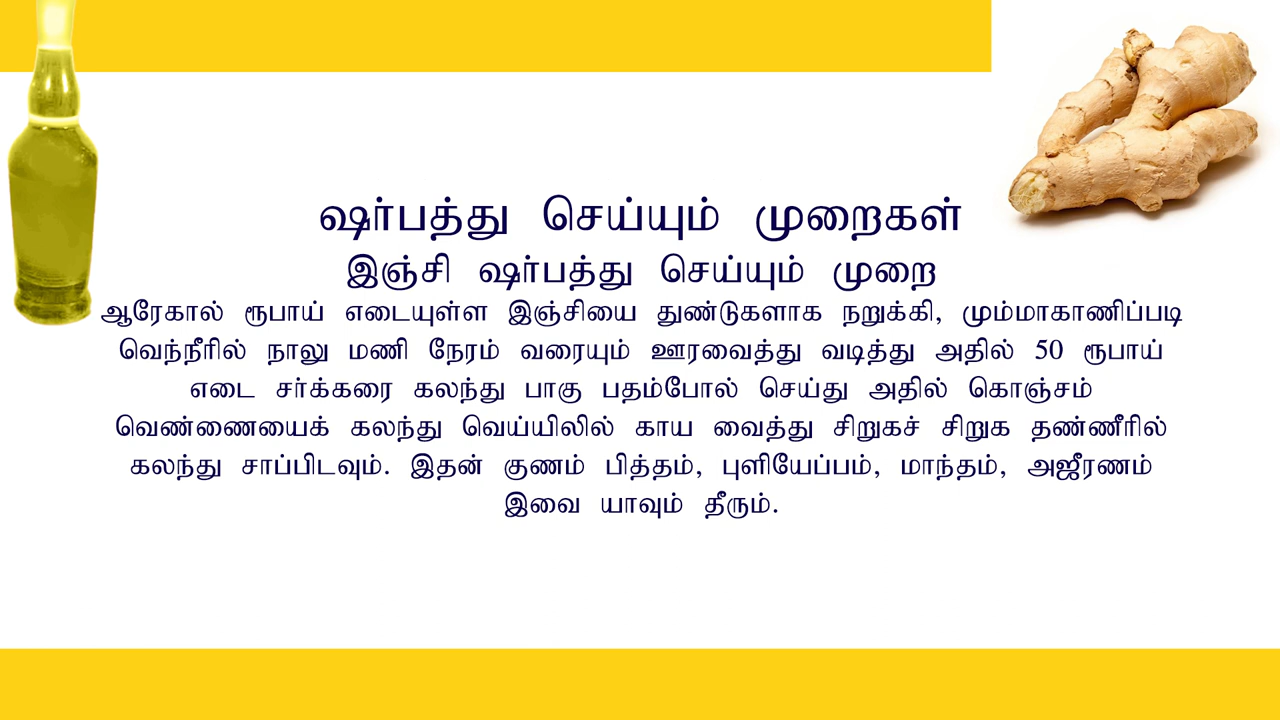 ஷர்பத்து செய்யும் முறைகள்
இஞ்சி ஷர்பத்து செய்யும் முறை
ஆரேகால் ரூபாய் எடையுள்ள இஞ்சியை துண்டுகளாக நறுக்கி, மும்மாகாணிப்படி
வெந்நீரில் நாலு மணி நேரம் வரையும் ஊரவைத்து வடித்து அதில் 50 ரூபாய்
எடை சர்க்கரை கலந்து பாகு பதம்போல் செய்து அதில் கொஞ்சம்
வெண்ணையைக் கலந்து வெய்யிலில் காய வைத்து சிறுகச் சிறுக தண்ணீரில்
கலந்து சாப்பிடவும். இதன் குணம் பித்தம், புளியேப்பம், மாந்தம், அஜீரணம்
இவை யாவும் தீரும்.